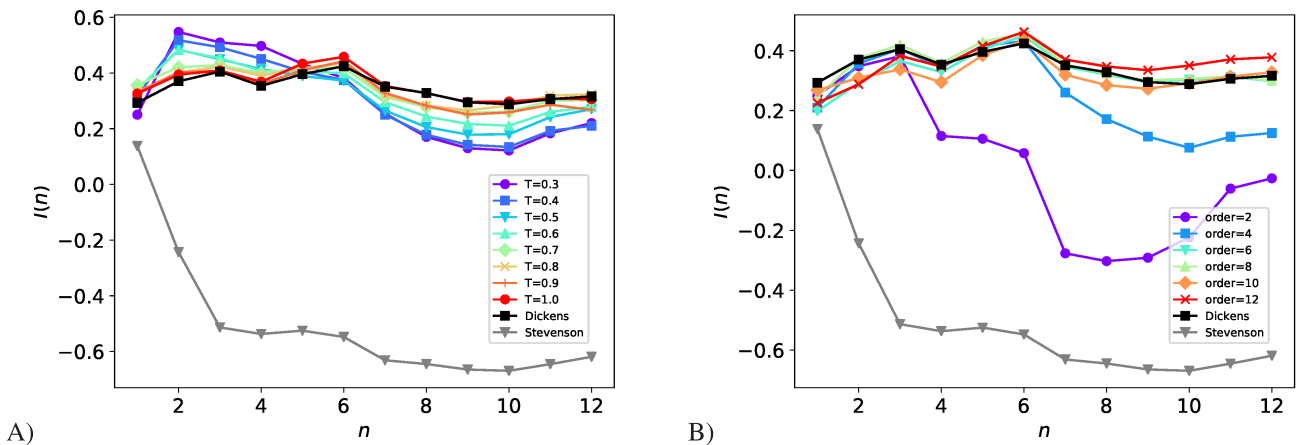 0.6
0.4
0.2
0.0
−0.2
−0.4
−0.6
I(n)
2
4
6
8
10
12
n
T=0.3
T=0.4
T=0.5
T=0.6
T=0.7
T=0.8
T=0.9
T=1.0
Dickens
Stevenson
A)
0.4
0.2
0.0
−0.2
−0.4
−0.6
I(n)
2
4
6
8
10
12
n
order=2
order=4
order=6
order=8
order=10
order=12
Dickens
Stevenson
B)